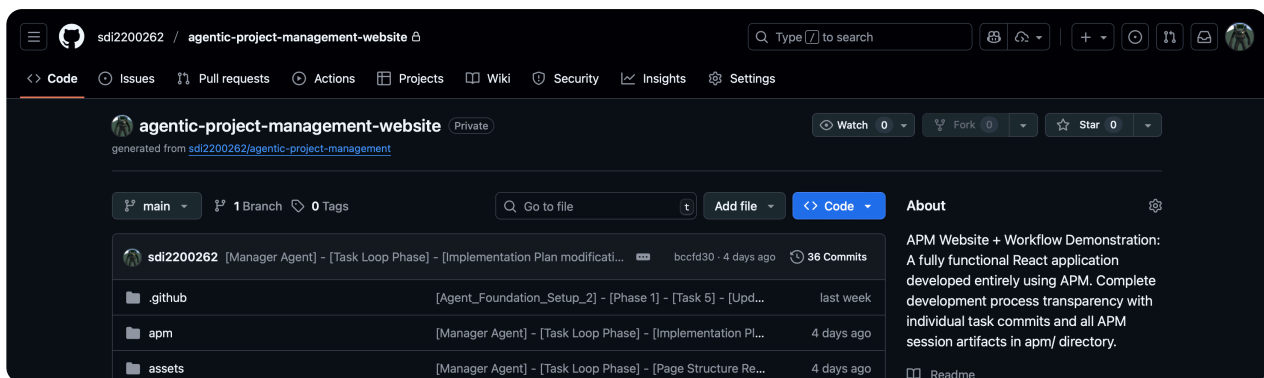 sdi2200262 / agentic-project-management-website
Type / to search
Code Issues Pull requests Actions Projects Wiki Security Insights Settings
agentic-project-management-website Private
Watch 0 Fork 0 Star 0
generated from sdi2200262/agentic-project-management
main 1 Branch 0 Tags Go to file t Add file Code
sdi2200262 [Manager Agent] - [Task Loop Phase] - [Implementation Plan modificati... bccfd30 · 4 days ago 36 Commits
.github [Agent_Foundation_Setup_2] - [Phase 1] - [Task 5] - [Upd... last week
apm [Manager Agent] - [Task Loop Phase] - [Implementation Pl... 4 days ago
assets [Manager Agent] - [Task Loop Phase] - [Page Structure Re... 4 days ago
About
APM Website + Workflow Demonstration:
A fully functional React application
developed entirely using APM. Complete
development process transparency with
individual task commits and all APM
session artifacts in apm/ directory.
Readme